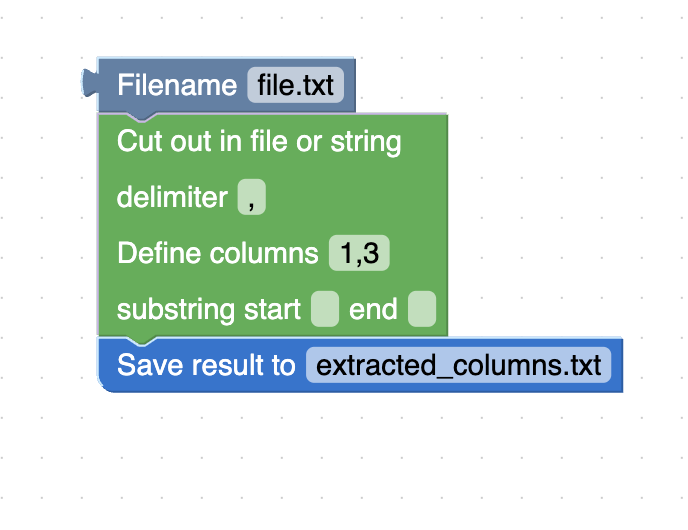 Filename file.txt
Cut out in file or string
delimiter ,
Define columns 1,3
substring start end
Save result to extracted_columns.txt